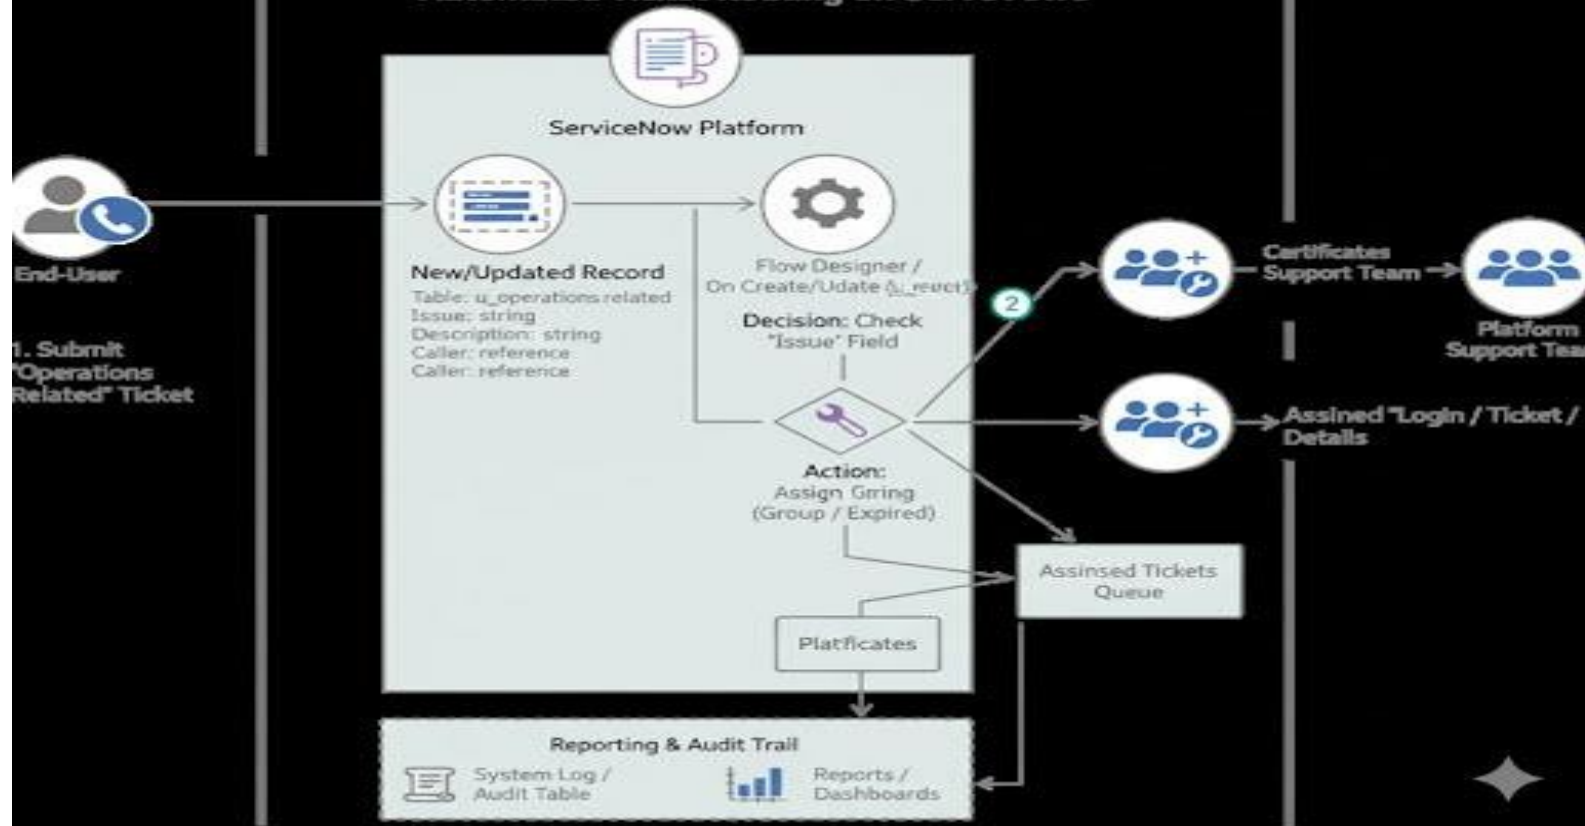 ServiceNow Platform
End-User
1. Submit
"Operations
Related" Ticket
New/Updated Record
Table: u_operations related
Issue: string
Description: string
Caller: reference
Caller: reference
Flow Designer /
On Create/Udate
Decision: Check
"Issue" Field
Action:
Assign Grring
(Group / Expired)
2
Certificates
Support Team
Platform
Support Tea
Assined "Login / Ticket /
Details
Assinsed Tickets
Queue
Platficates
Reporting & Audit Trail
System Log /
Audit Table
Reports /
Dashboards